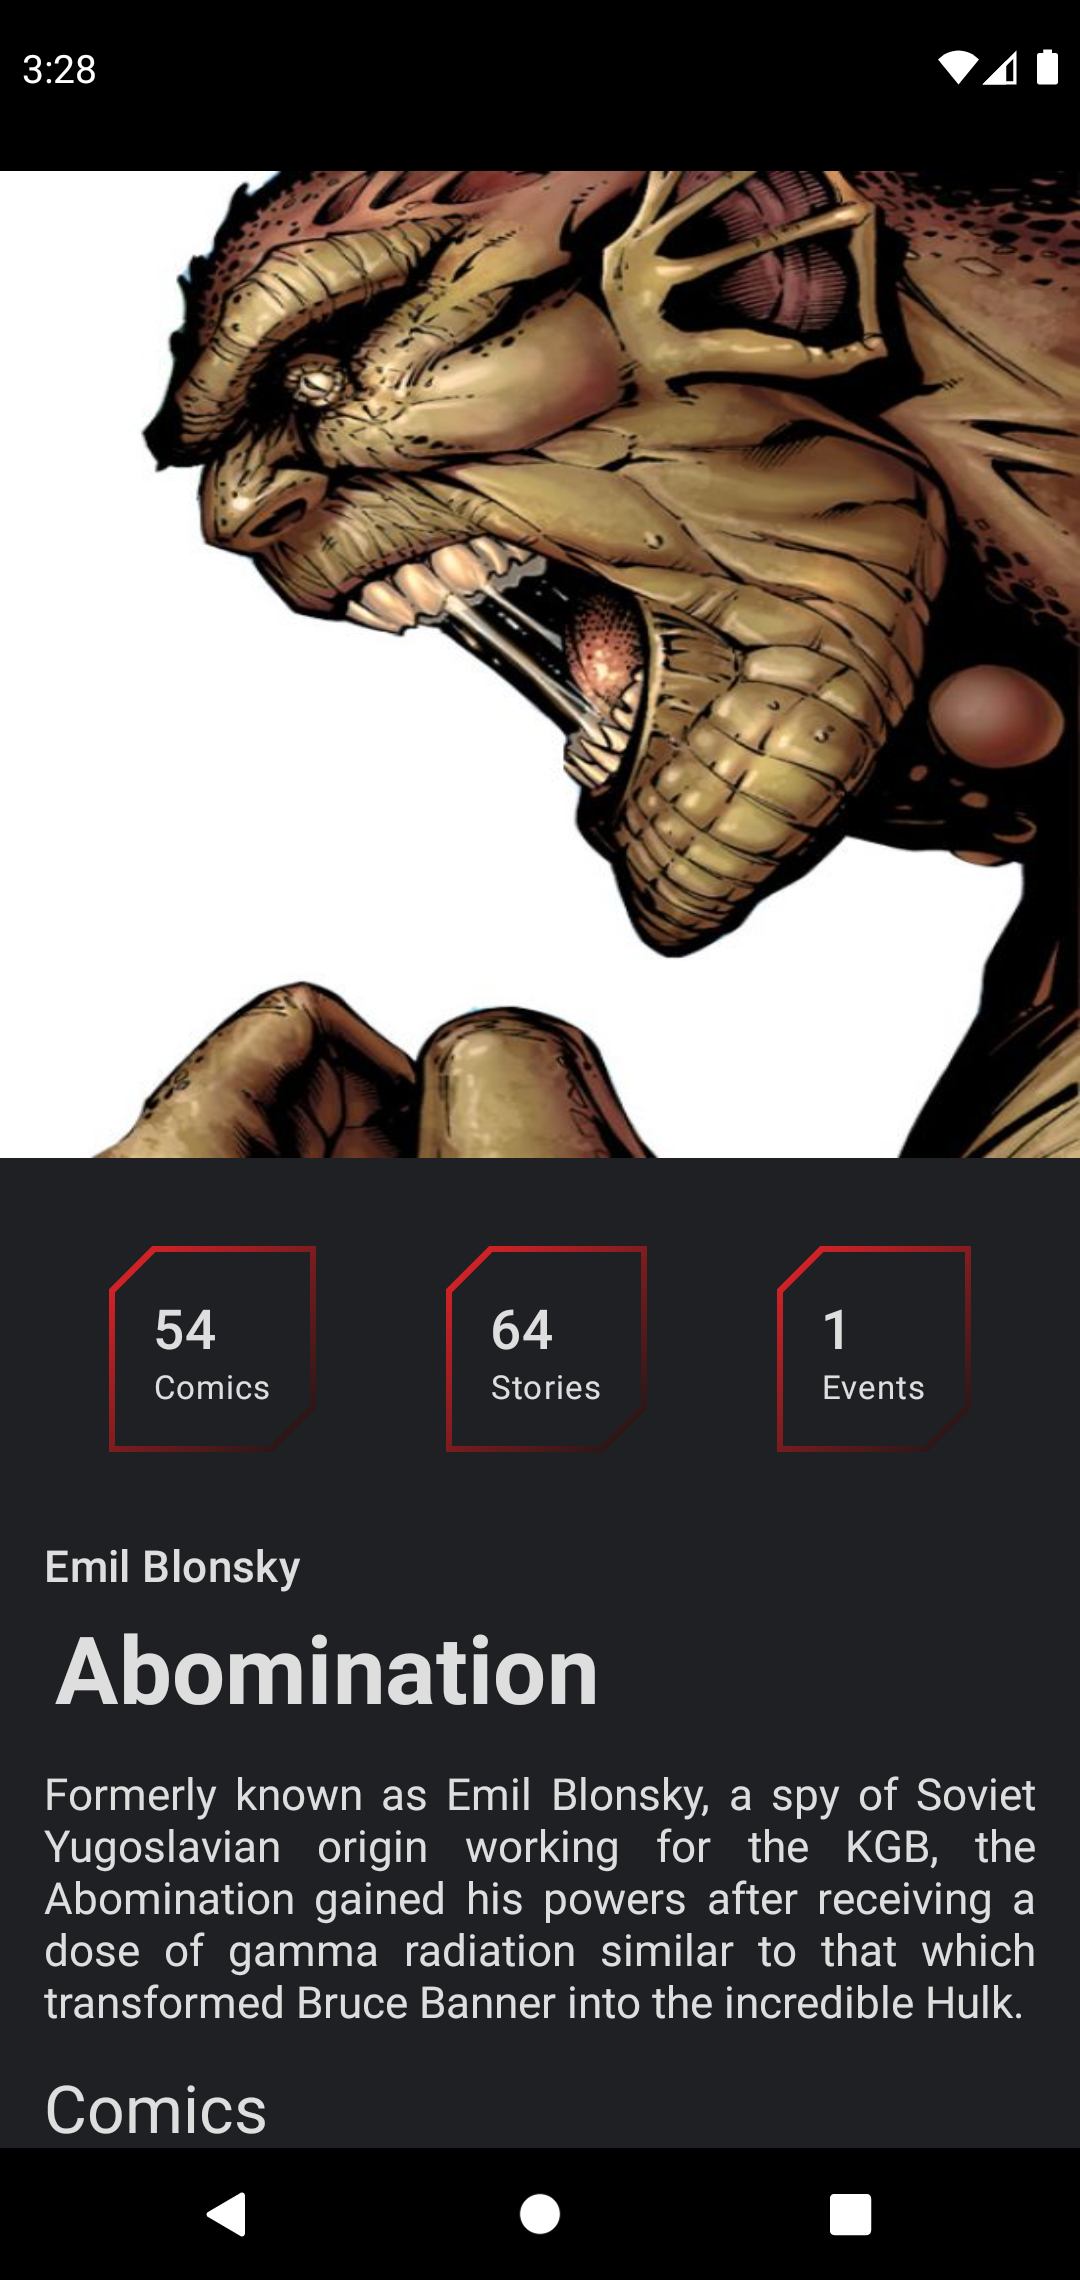 3:28
54
Comics
64
Stories
1
Events
Emil Blonsky
Abomination
Formerly known as Emil Blonsky, a spy of Soviet
Yugoslavian origin working for the KGB, the
Abomination gained his powers after receiving a
dose of gamma radiation similar to that which
transformed Bruce Banner into the incredible Hulk.
Comics